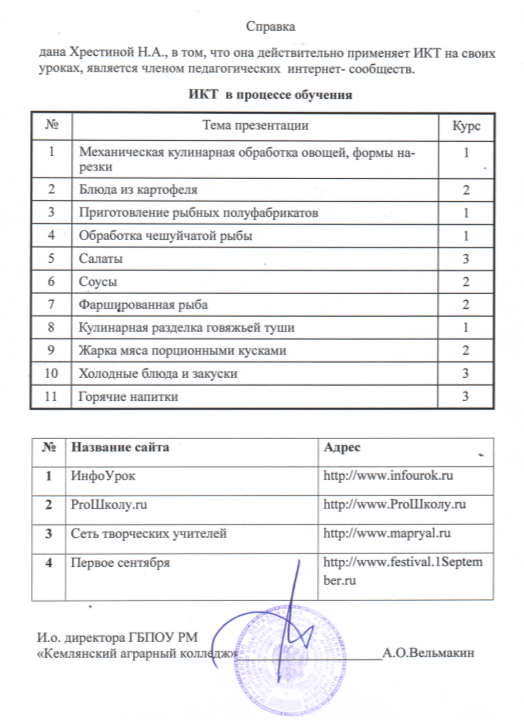 Справка
дана Хрестиной Н.А., в том, что она действительно применяет ИКТ на своих
уроках, является членом педагогических интернет- сообществ.
ИКТ в процессе обучения
№ Тема презентации Курс
1 Механическая кулинарная обработка овощей, формы на- 1
резки
2 Блюда из картофеля 2
3 Приготовление рыбных полуфабрикатов 1
4 Обработка чешуйчатой рыбы 1
5 Салаты 3
6 Соусы 2
7 Фаршированная рыба 2
8 Кулинарная разделка говяжьей туши 1
9 Жарка мяса порционными кусками 2
10 Холодные блюда и закуски 3
11 Горячие напитки 3
№ Название сайта Адрес
1 ИнфоУрок http://www.infourok.ru
2 ProШколу.ru http://www.ProШколу.ru
3 Сеть творческих учителей http://www.mapryal.ru
4 Первое сентября http://www.festival.1Septem
ber.ru
И.о. директора ГБПОУ РМ
«Кемлянский аграрный колледж» А.О.Вельмакин